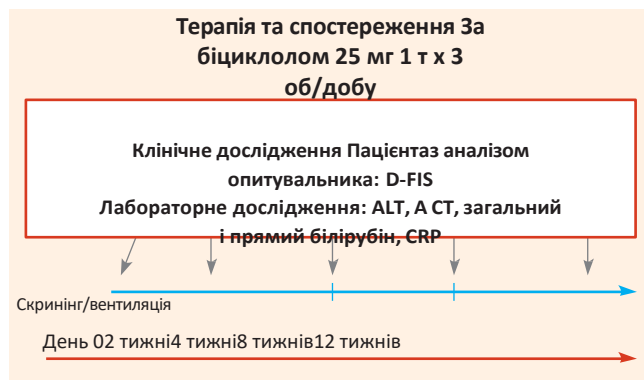 Терапія та спостереження За
біциклолом 25 мг 1 т х 3
об/добу
Клінічне дослідження Пацієнтаз аналізом
опитувальника: D-FIS
Лабораторне дослідження: ALT, А СТ, загальний
і прямий білірубін, CRP
Скринінг/вентиляція
День 02 тижні4 тижні8 тижнів12 тижнів